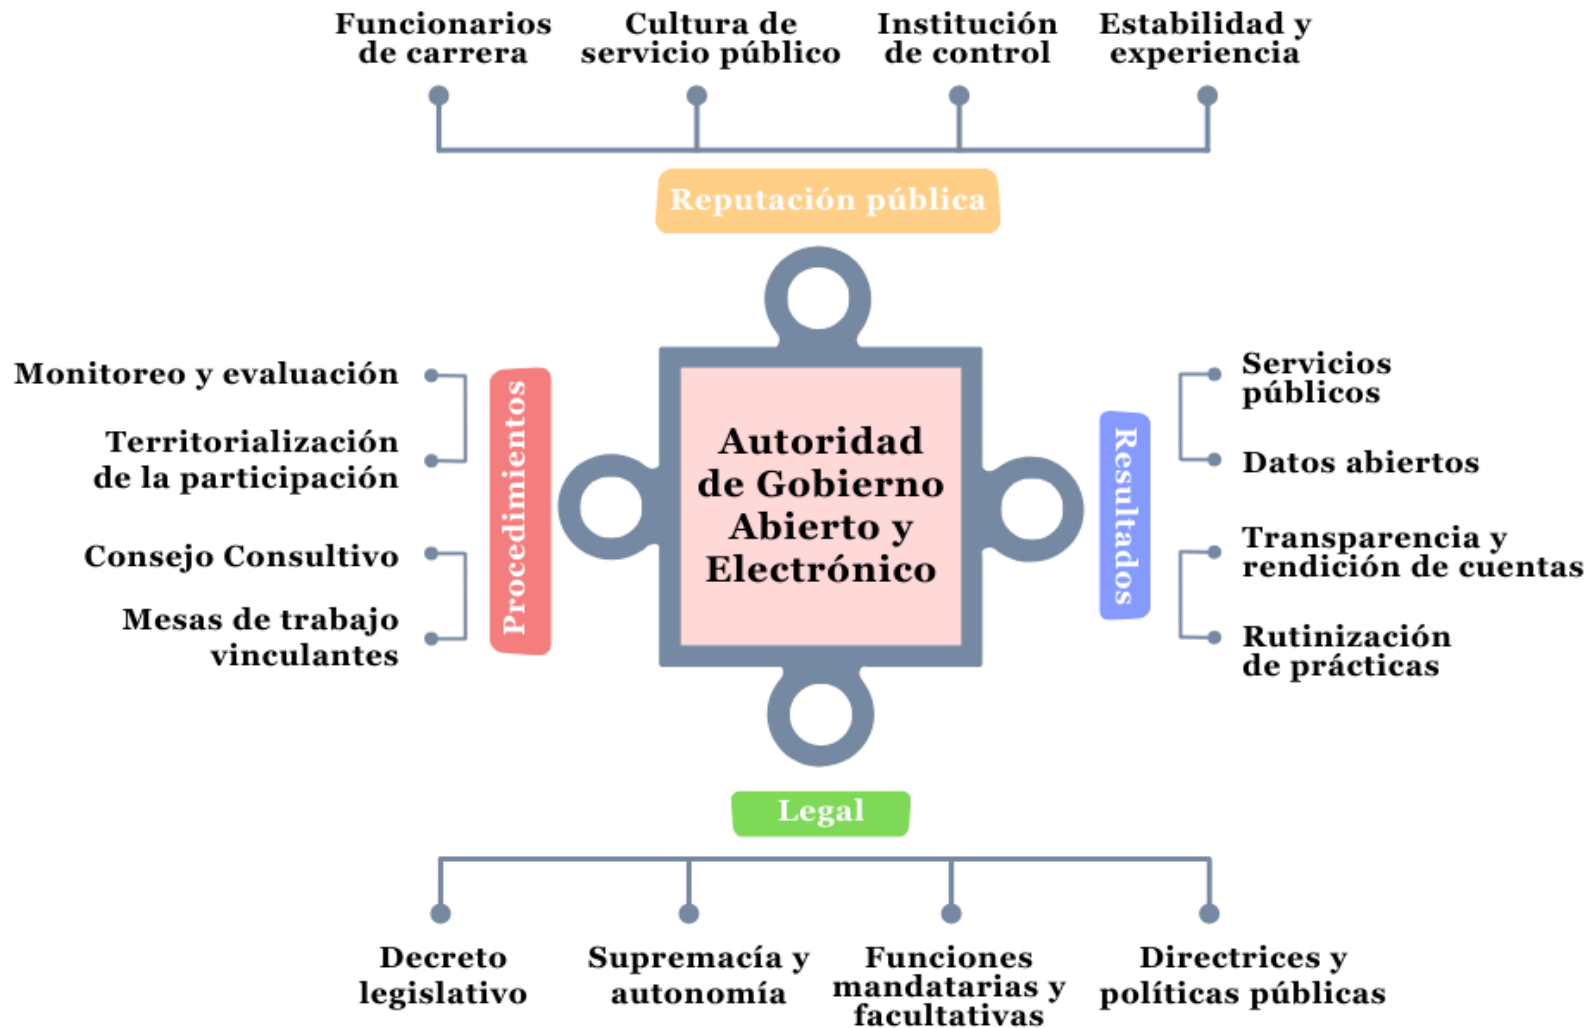 Funcionarios
de carrera
Cultura de
servicio público
Institución
de control
Estabilidad y
experiencia
Reputación pública
Monitoreo y evaluación
Territorialización
de la participación
Consejo Consultivo
Mesas de trabajo
vinculantes
Procedimientos
Autoridad
de Gobierno
Abierto y
Electrónico
Resultados
Servicios
públicos
Datos abiertos
Transparencia y
rendición de cuentas
Rutinización
de prácticas
Legal
Decreto
legislativo
Supremacía y
autonomía
Funciones
mandatarias y
facultativas
Directrices y
políticas públicas